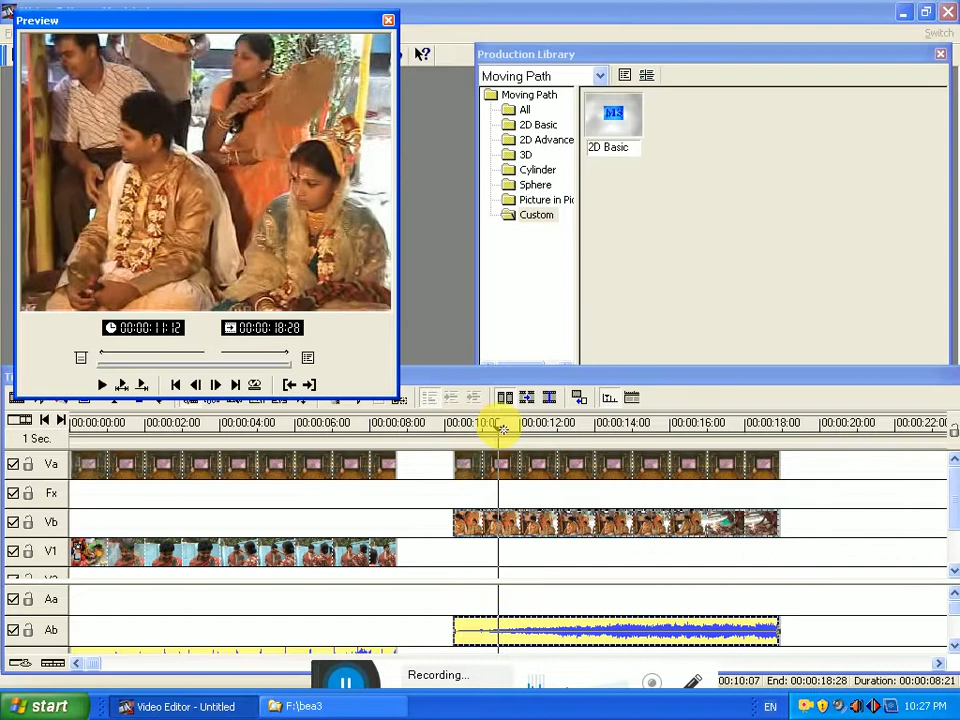 Preview
Production Library
Switch
Moving Path
Moving Path
All
2D Basic
2D Advance
3D
Cylinder
Sphere
Picture in Pi
Custom
2D Basic
00:00:11:12
00:00:18:28
1 Sec.
00:00:00:00
00:00:02:00
00:00:04:00
00:00:06:00
00:00:08:00
00:00:10:00
00:00:12:00
00:00:14:00
00:00:16:00
00:00:18:00
00:00:20:00
00:00:22:00
Va
Fx
Vb
V1
Aa
Ab
Recording...
00:10:07 End: 00:00:18:28 Duration: 00:00:08:21
start
Video Editor - Untitled
F:\bea3
EN
10:27 PM